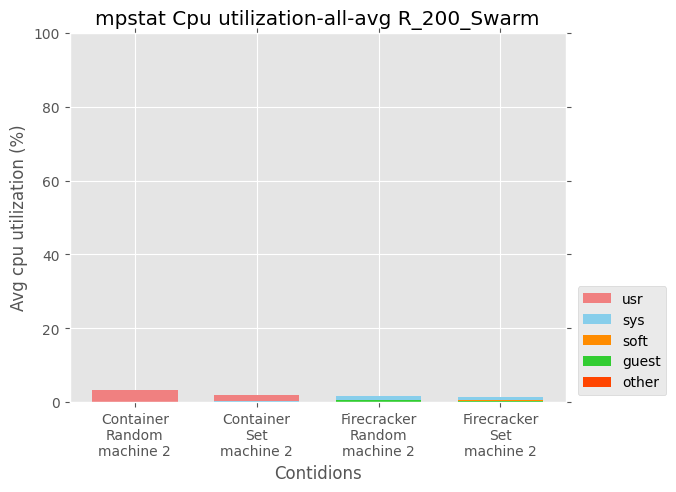 mpstat Cpu utilization-all-avg R_200_Swarm
Avg cpu utilization (%)
100
80
60
40
20
0
Container
Random
machine 2
Container
Set
machine 2
Firecracker
Random
machine 2
Firecracker
Set
machine 2
Contidions
usr
sys
soft
guest
other